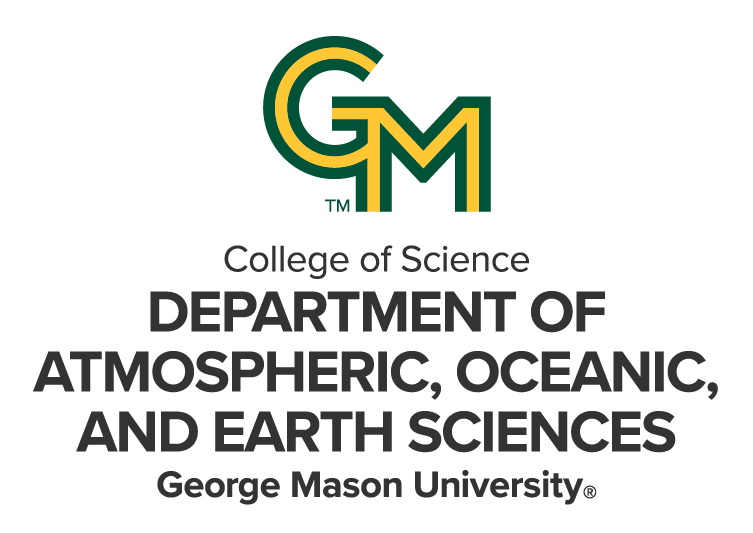 GM
TM
College of Science
DEPARTMENT OF
ATMOSPHERIC, OCEANIC,
AND EARTH SCIENCES
George Mason University®